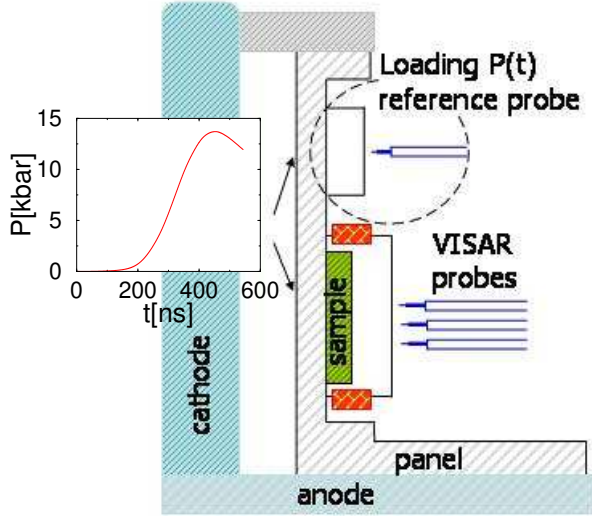 Loading P(t)
reference probe
P[kbar]
15
10
5
0
0 200 400 600
t[ns]
VISAR
probes
sample
cathode
panel
anode